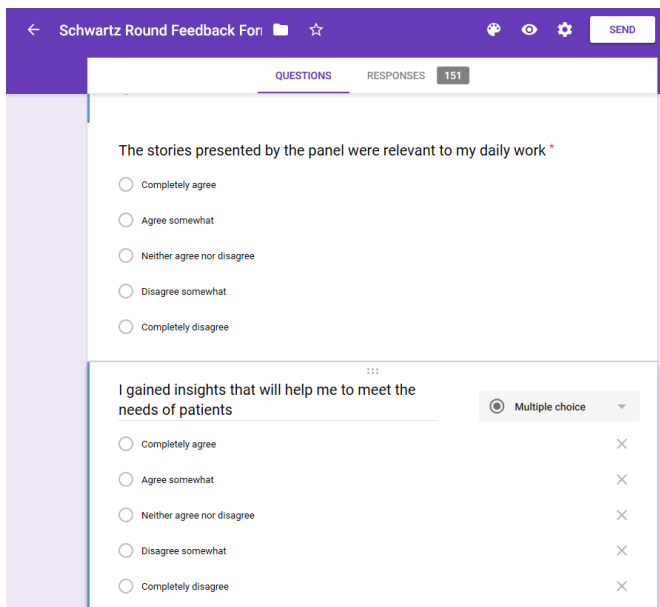 Schwartz Round Feedback For
SEND
QUESTIONS
RESPONSES 151
The stories presented by the panel were relevant to my daily work *
Completely agree
Agree somewhat
Neither agree nor disagree
Disagree somewhat
Completely disagree
I gained insights that will help me to meet the
needs of patients
Multiple choice
Completely agree
Agree somewhat
Neither agree nor disagree
Disagree somewhat
Completely disagree